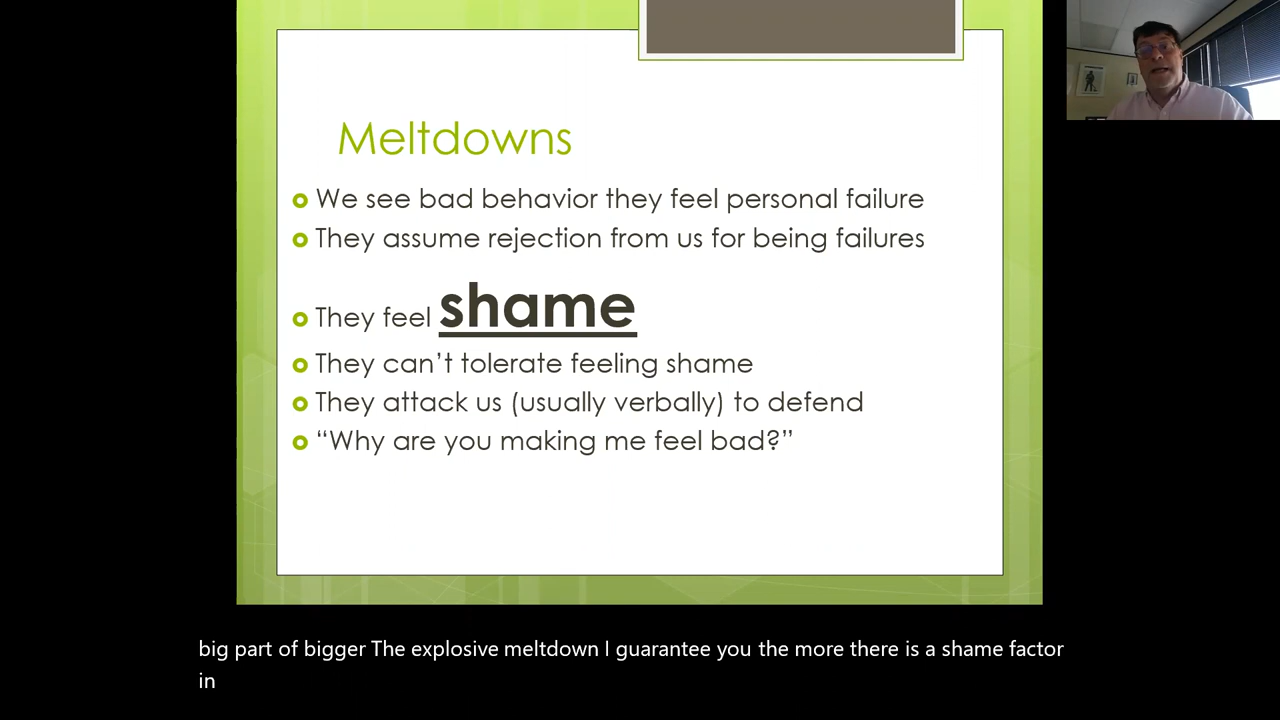 Meltdowns
We see bad behavior they feel personal failure
They assume rejection from us for being failures
They feel shame
They can’t tolerate feeling shame
They attack us (usually verbally) to defend
“Why are you making me feel bad?”
big part of bigger The explosive meltdown I guarantee you the more there is a shame factor
in